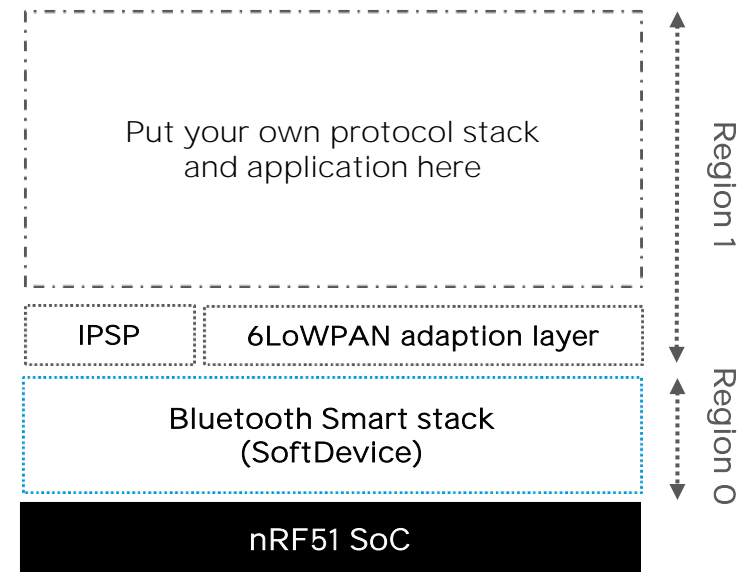 Put your own protocol stack
and application here
Region 1
IPSP
6LoWPAN adaption layer
Bluetooth Smart stack
(SoftDevice)
Region 0
nRF51 SoC